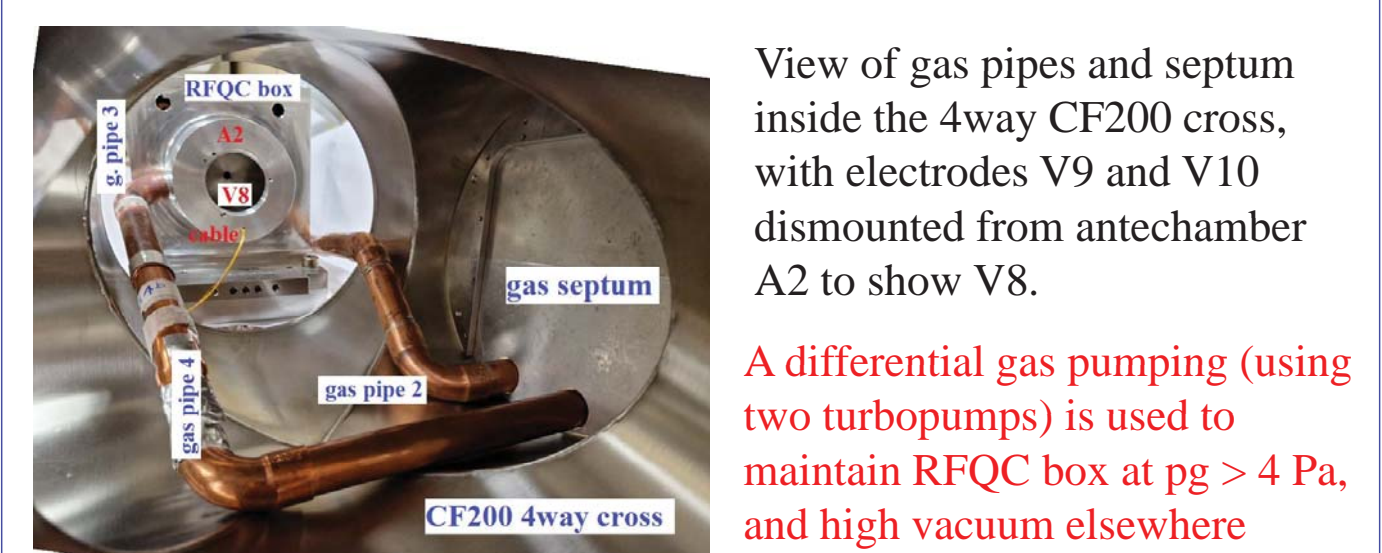 RFQC box
g. pipe 3
A2
V8
cable
gas septum
gas pipe 2
gas pipe 4
CF200 4way cross
View of gas pipes and septum
inside the 4way CF200 cross,
with electrodes V9 and V10
dismounted from antechamber
A2 to show V8.
A differential gas pumping (using
two turbopumps) is used to
maintain RFQC box at pg > 4 Pa,
and high vacuum elsewhere